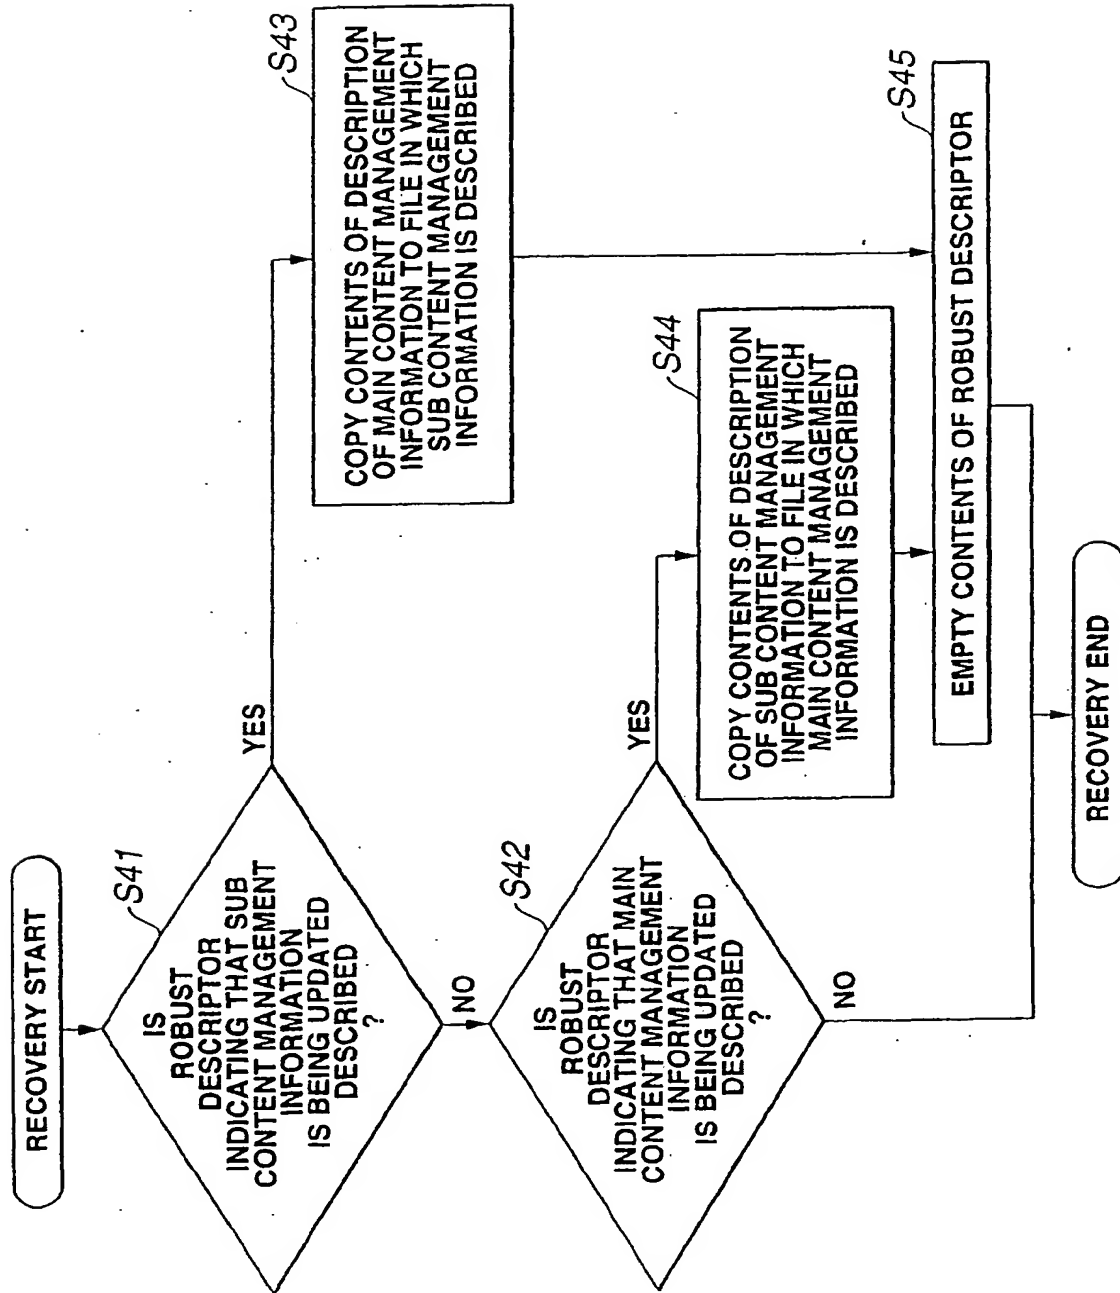 RECOVERY START
S41
IS
ROBUST
DESCRIPTOR
INDICATING THAT SUB
CONTENT MANAGEMENT
INFORMATION
IS BEING UPDATED
DESCRIBED
?
YES
NO
S43
COPY CONTENTS OF DESCRIPTION
OF MAIN CONTENT MANAGEMENT
INFORMATION TO FILE IN WHICH
SUB CONTENT MANAGEMENT
INFORMATION IS DESCRIBED
S42
IS
ROBUST
DESCRIPTOR
INDICATING THAT MAIN
CONTENT MANAGEMENT
INFORMATION
IS BEING UPDATED
DESCRIBED
?
YES
NO
S44
COPY CONTENTS OF DESCRIPTION
OF SUB CONTENT MANAGEMENT
INFORMATION TO FILE IN WHICH
MAIN CONTENT MANAGEMENT
INFORMATION IS DESCRIBED
S45
EMPTY CONTENTS OF ROBUST DESCRIPTOR
RECOVERY END